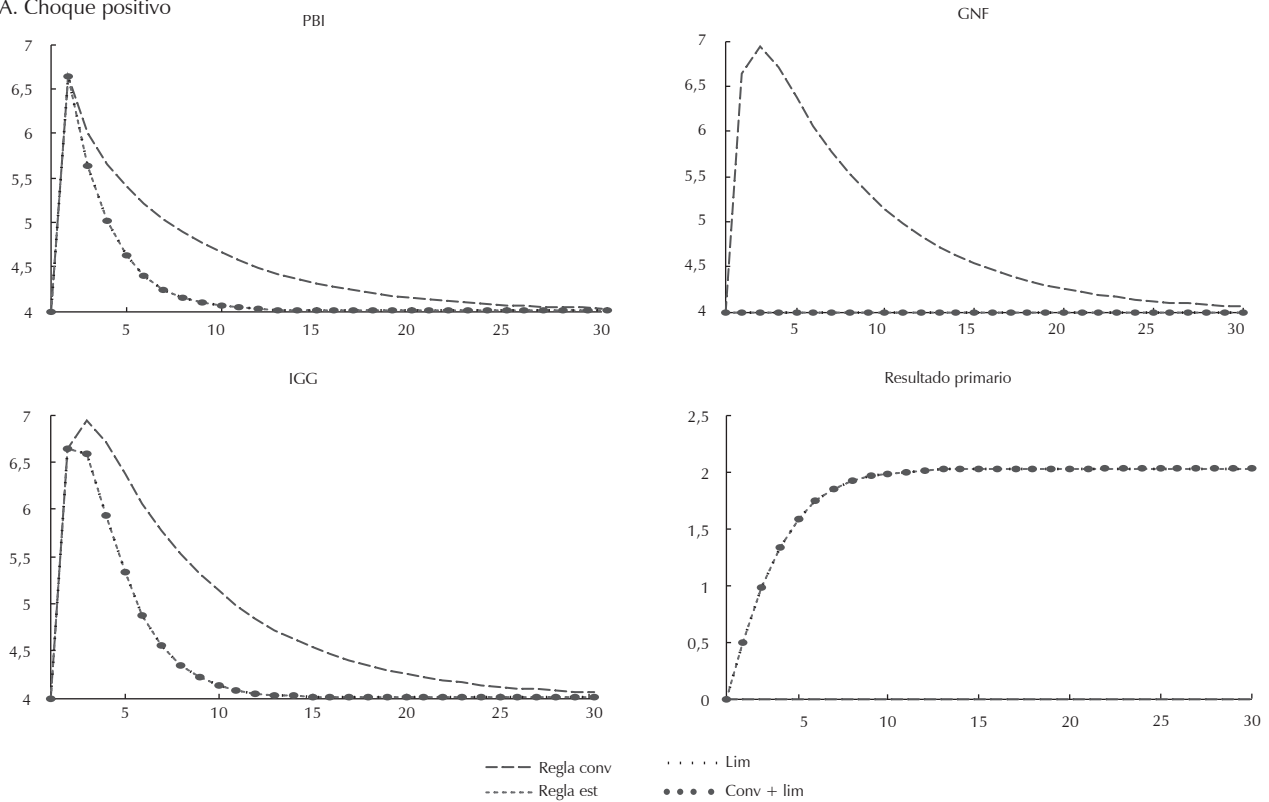 A. Choque positivo
PBI
7
6,5
6
5,5
5
4,5
4
5 10 15 20 25 30
GNF
7
6,5
6
5,5
5
4,5
4
5 10 15 20 25 30
IGG
7
6,5
6
5,5
5
4,5
4
5 10 15 20 25 30
Resultado primario
2,5
2
1,5
1
0,5
0
5 10 15 20 25 30
Regla conv
Lim
Regla est
Conv + lim